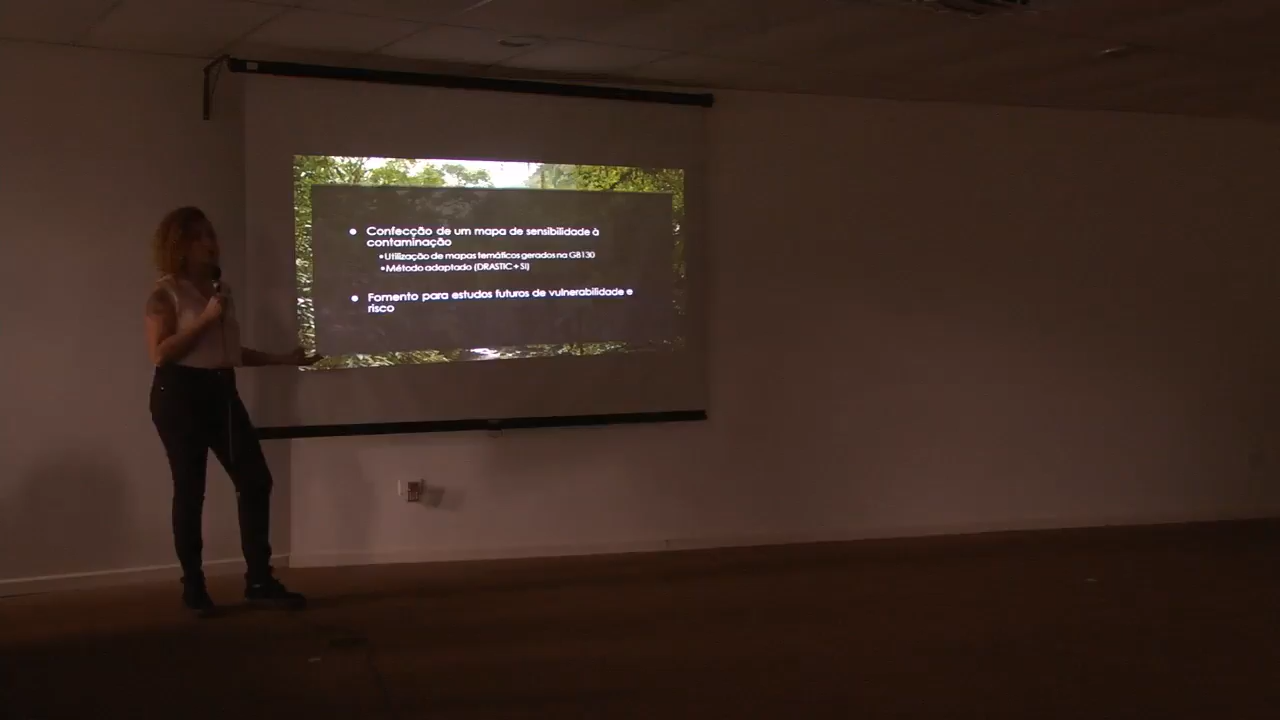 • Confecção de um mapa de sensibilidade à
contaminação
•Utilização de mapas temáticos gerados na GB130
•Método adaptado (DRASTIC+SI)
• Fomento para estudos futuros de vulnerabilidade e
risco